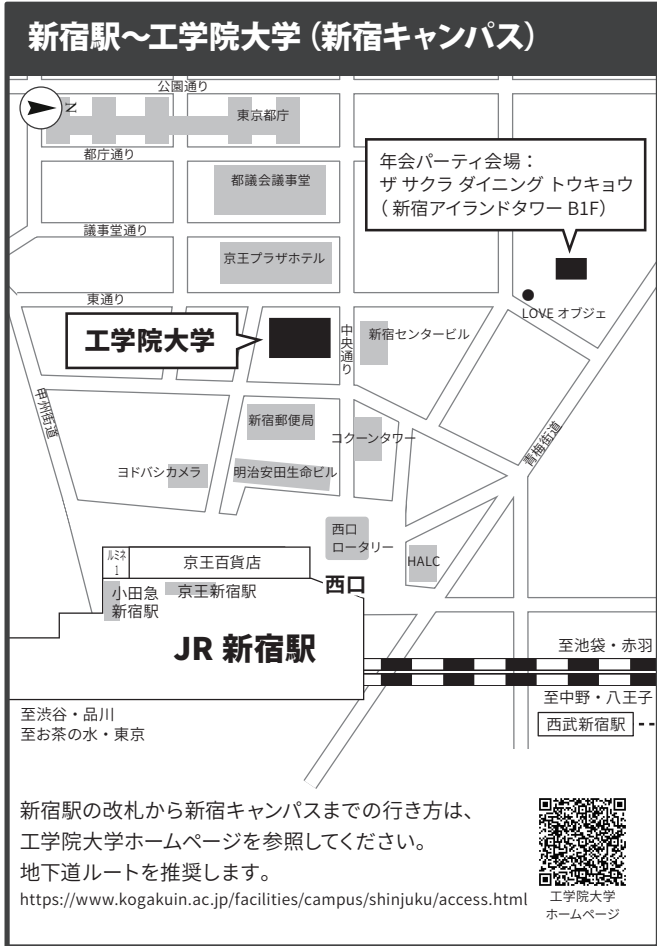 新宿駅～工学院大学（新宿キャンパス）
公園通り
N
東京都庁
都庁通り
都議会議事堂
年会パーティ会場：
ザ サクラ ダイニング トウキョウ
（新宿アイランドタワー B1F）
議事堂通り
京王プラザホテル
東通り
LOVE オブジェ
工学院大学
中央通り
新宿センタービル
甲州街道
新宿郵便局
コクーンタワー
青梅街道
ヨドバシカメラ
明治安田生命ビル
西口
ロータリー
HALC
ルミネ
1
京王百貨店
西口
小田急
新宿駅
京王新宿駅
JR 新宿駅
至池袋・赤羽
至中野・八王子
至渋谷・品川
至お茶の水・東京
西武新宿駅
新宿駅の改札から新宿キャンパスまでの行き方は、
工学院大学ホームページを参照してください。
地下道ルートを推奨します。
https://www.kogakuin.ac.jp/facilities/campus/shinjuku/access.html
工学院大学
ホームページ